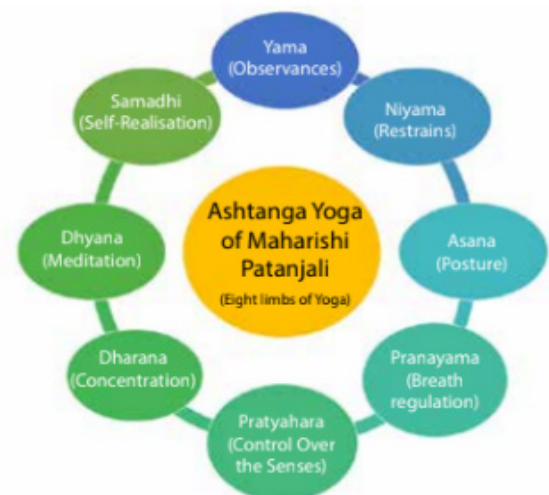 Yama
(Observances)
Niyama
(Restrains)
Asana
(Posture)
Pranayama
(Breath
regulation)
Pratyahara
(Control Over
the Senses)
Dharana
(Concentration)
Dhyana
(Meditation)
Samadhi
(Self-Realisation)
Ashtanga Yoga
of Maharishi
Patanjali
(Eight limbs of Yoga)